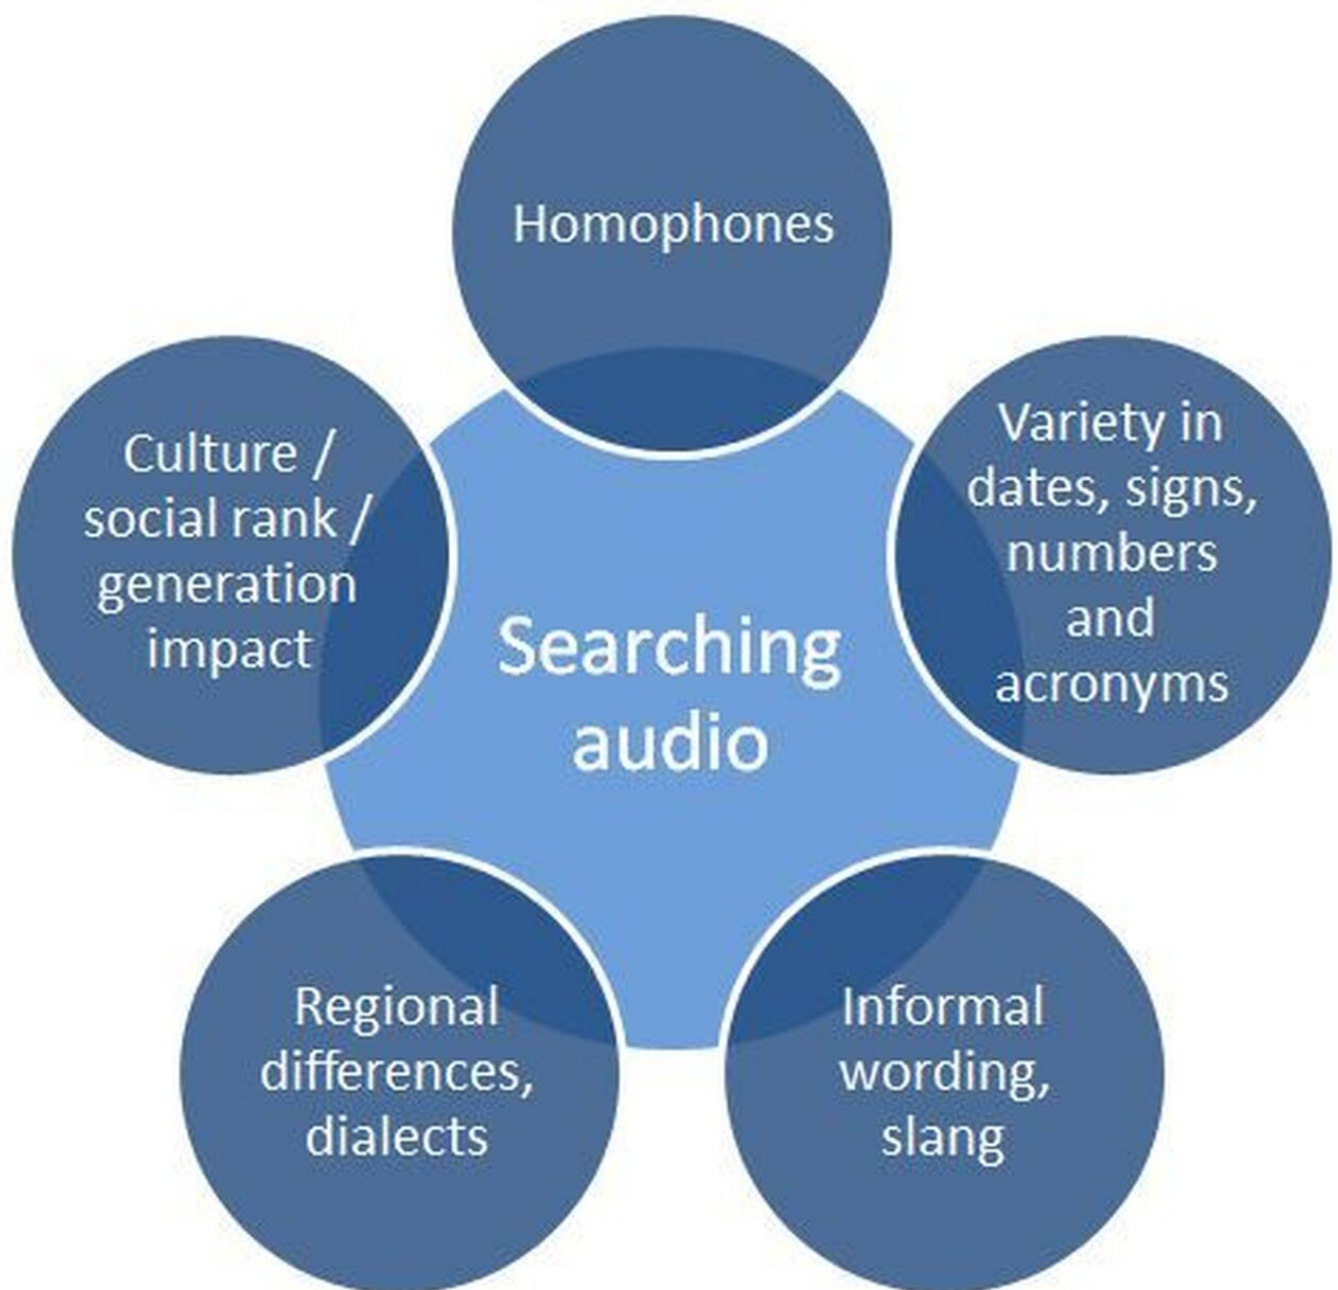 Homophones
Culture /
social rank /
generation
impact
Variety in
dates, signs,
numbers
and
acronyms
Searching
audio
Regional
differences,
dialects
Informal
wording,
slang